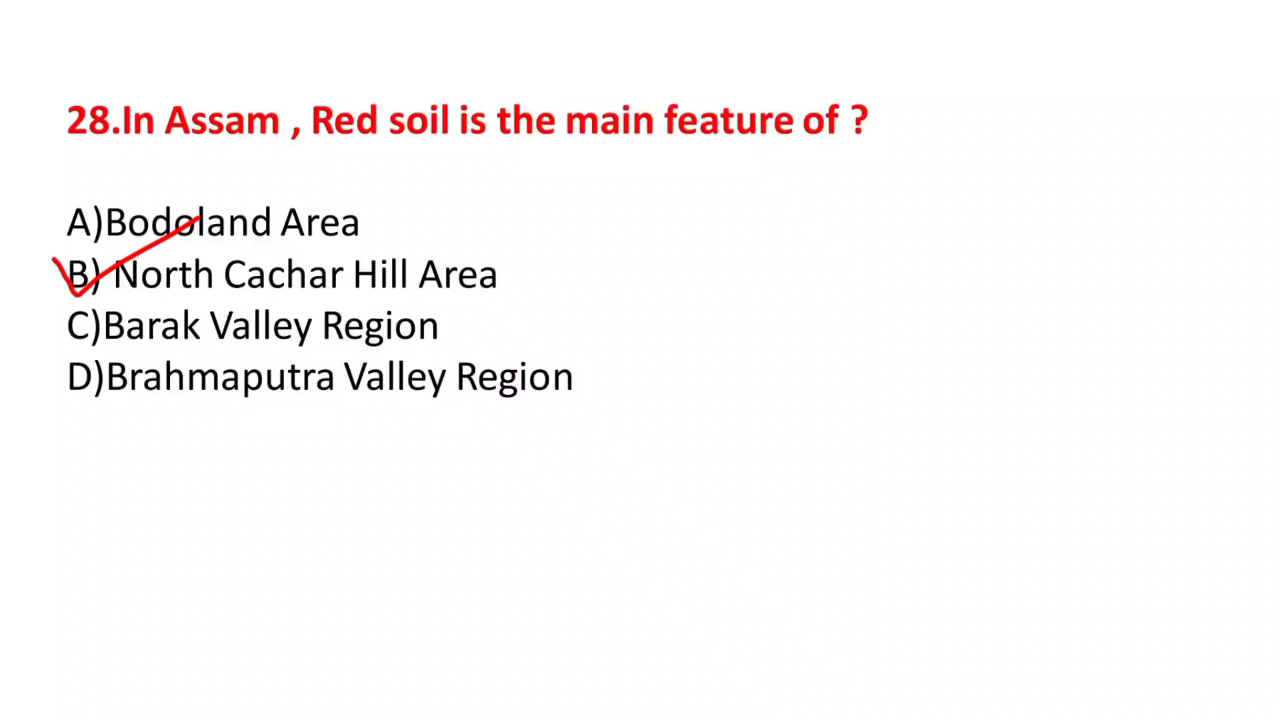 28.In Assam , Red soil is the main feature of ?
A)Bodoland Area
B) North Cachar Hill Area
C)Barak Valley Region
D)Brahmaputra Valley Region